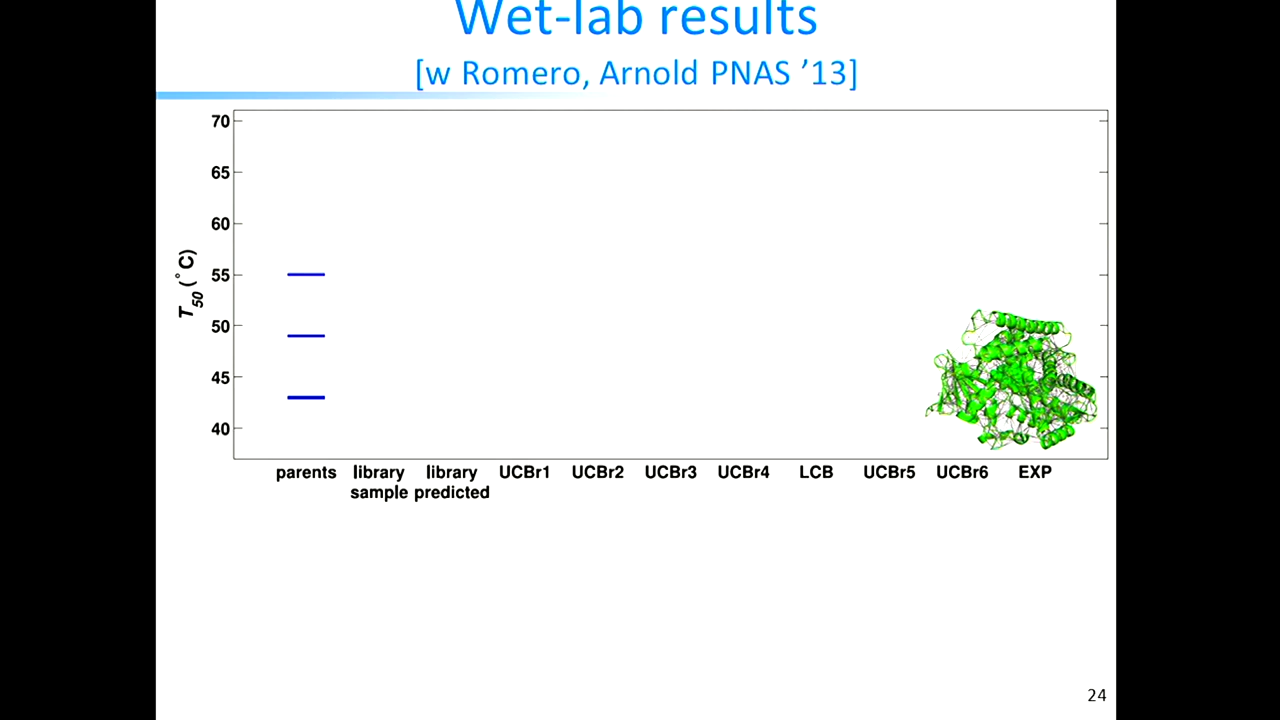 Wet-lab results
[w Romero, Arnold PNAS ’13]
70
65
60
55
50
45
40
T50 (°C)
parents library sample library predicted UCBr1 UCBr2 UCBr3 UCBr4 LCB UCBr5 UCBr6 EXP
24